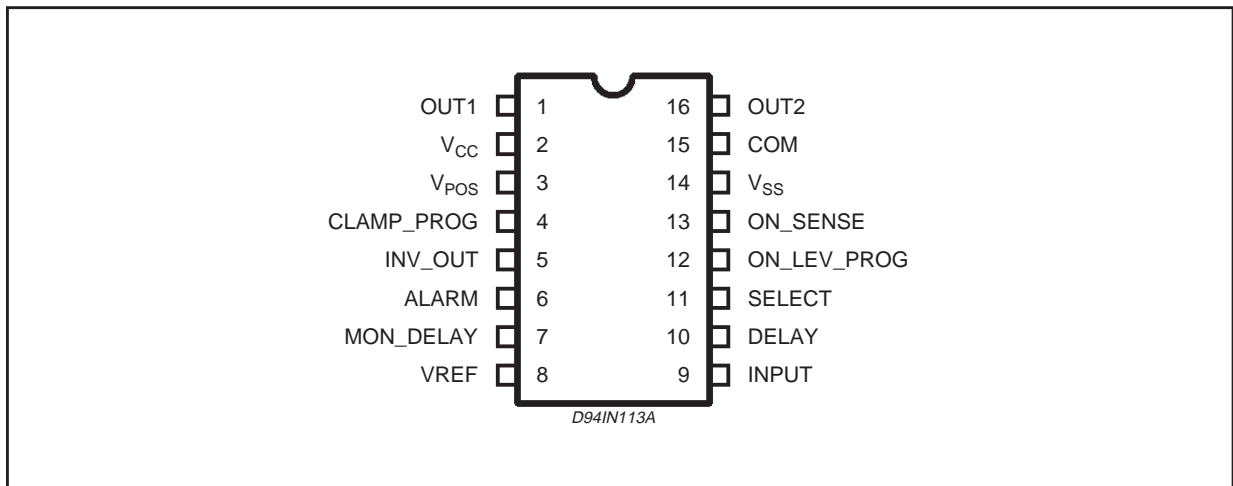 OUT1 1 16 OUT2
VCC 2 15 COM
VPOS 3 14 VSS
CLAMP_PROG 4 13 ON_SENSE
INV_OUT 5 12 ON_LEV_PROG
ALARM 6 11 SELECT
MON_DELAY 7 10 DELAY
VREF 8 9 INPUT
D94IN113A